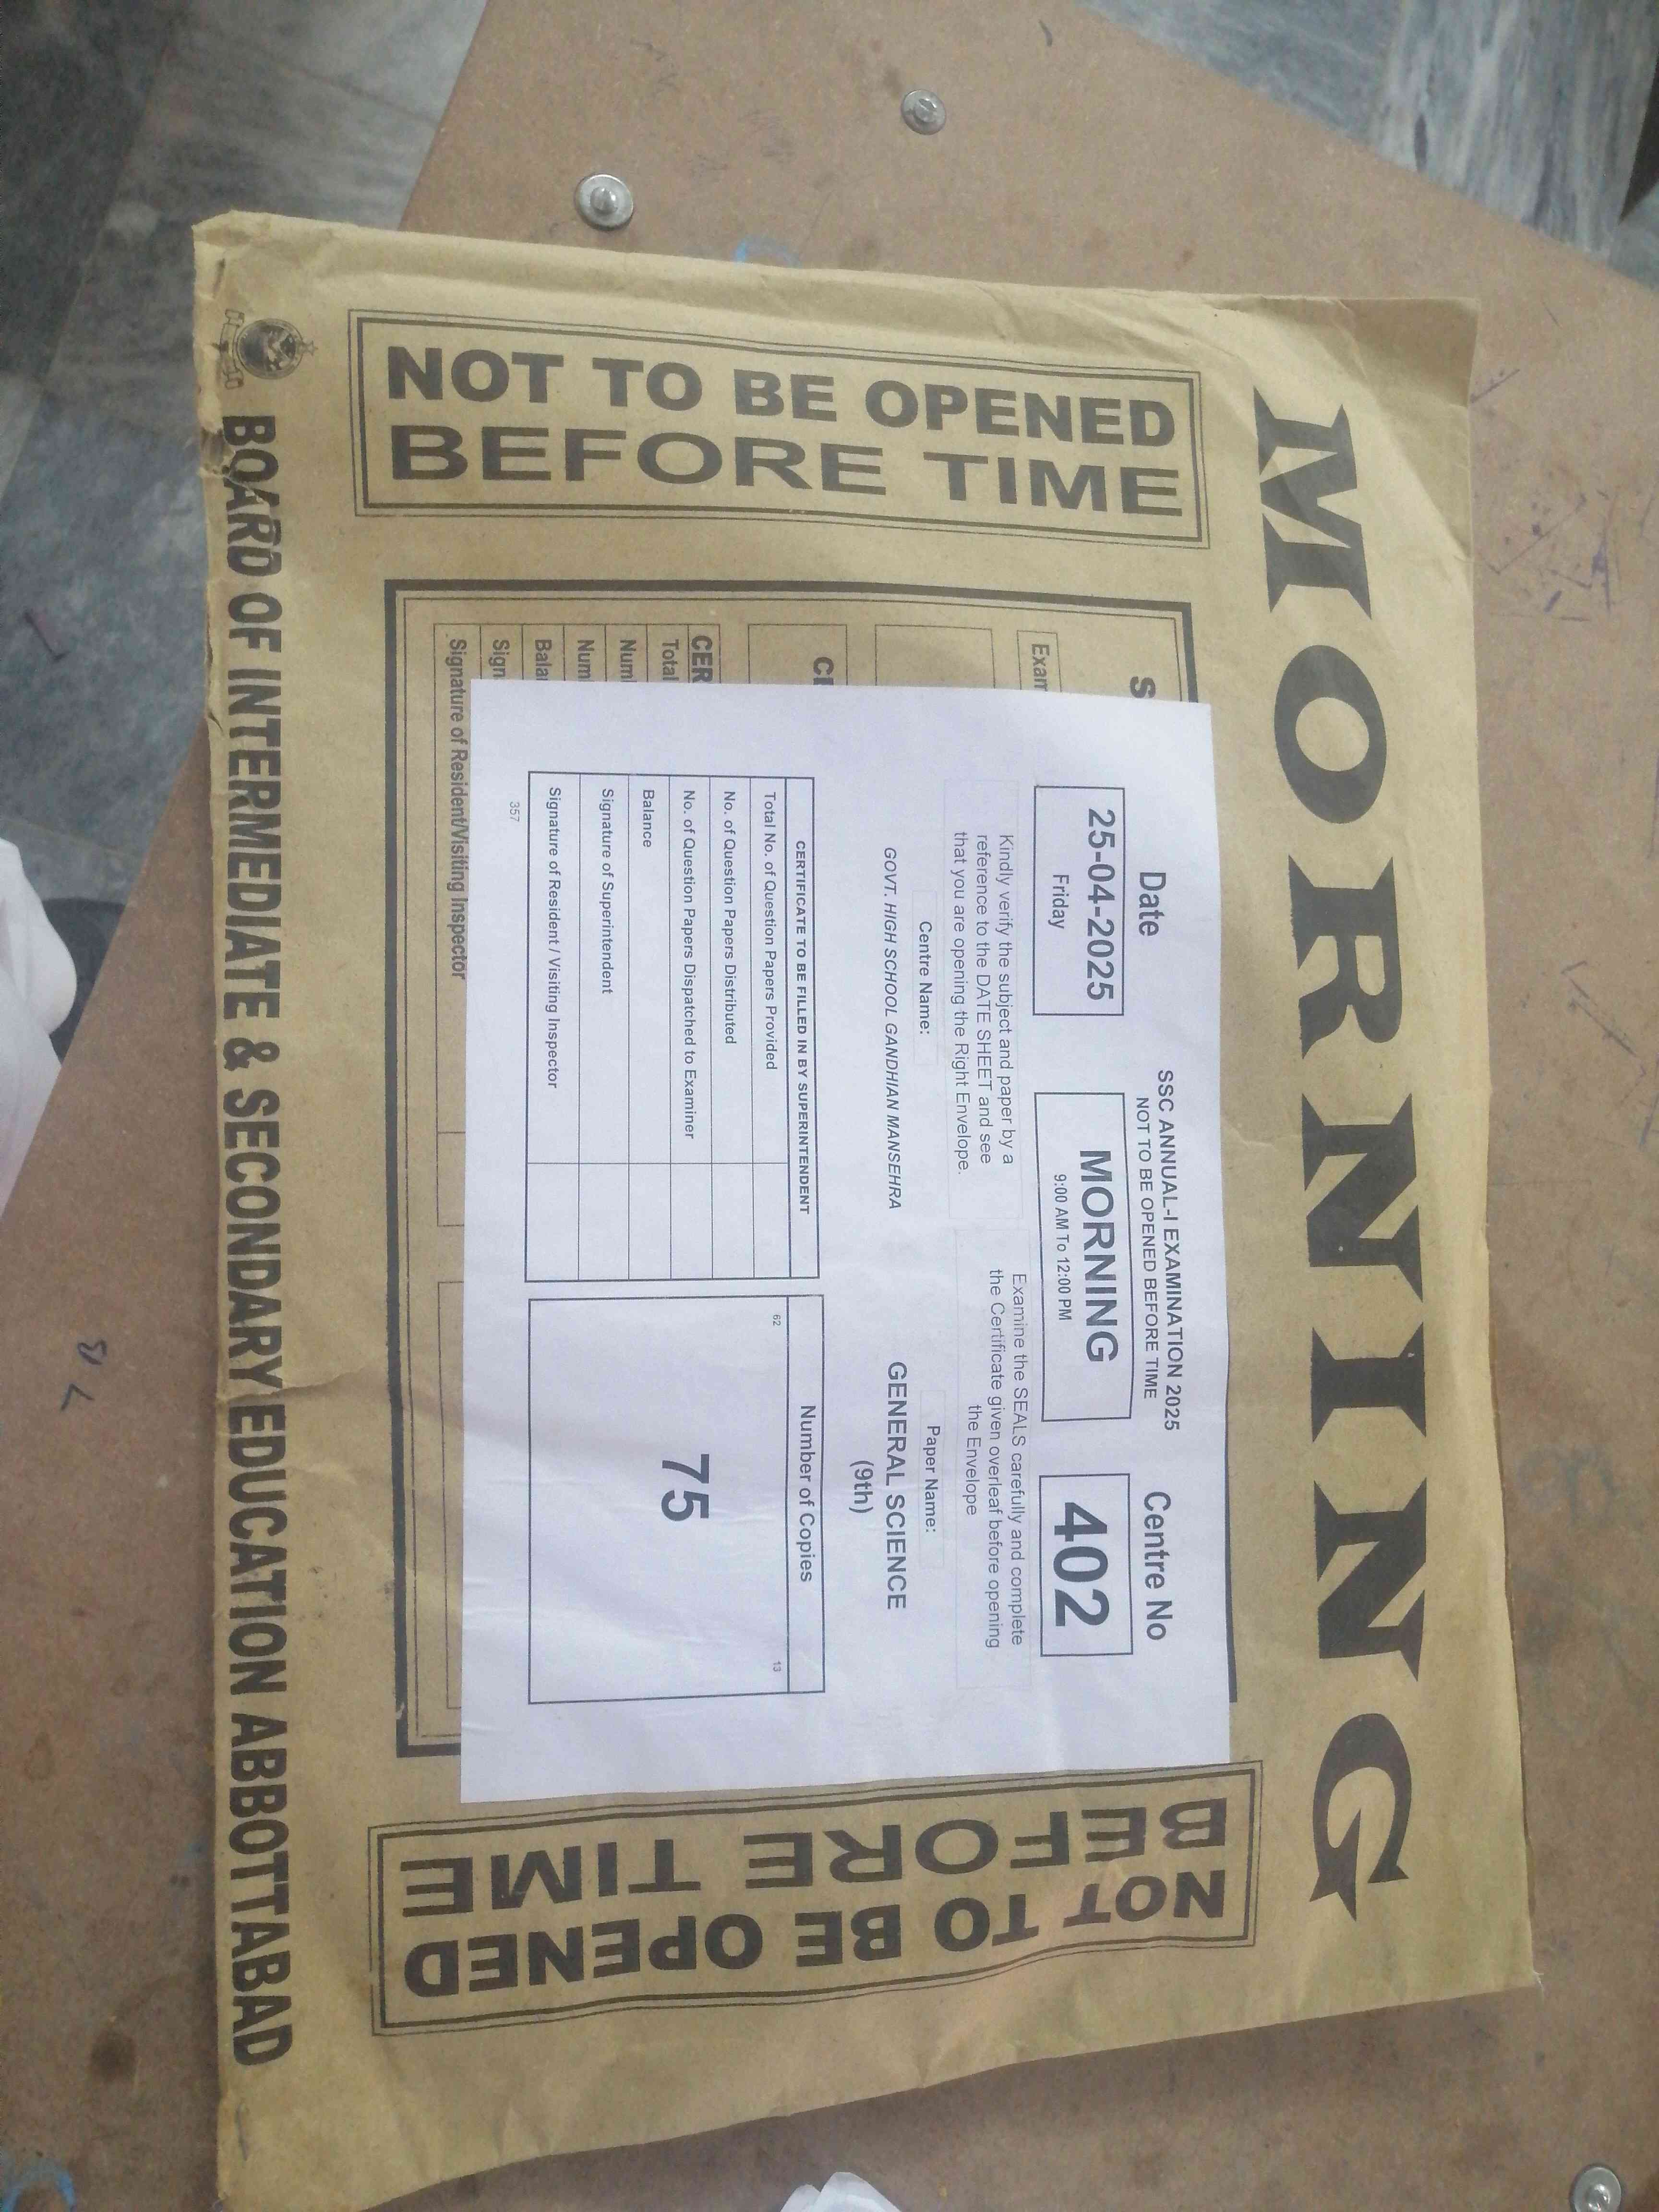 MORNING
NOT TO BE OPENED
BEFORE TIME
S
Exam
CER
Total
Sign
Signature of Resident/Visiting Inspector
Date
25-04-2025
Friday
SSC ANNUAL-I EXAMINATION 2025
NOT TO BE OPENED BEFORE TIME
MORNING
9:00 AM To 12:00 PM
Centre No
402
Kindly verify the subject and paper by a
reference to the DATE SHEET and see
that you are opening the Right Envelope.
Examine the SEALS carefully and complete
the Certificate given overleaf before opening
the Envelope
Centre Name:
GOVT. HIGH SCHOOL GANDHIAN MANSEHRA
Paper Name:
GENERAL SCIENCE
(9th)
CERTIFICATE TO BE FILLED IN BY SUPERINTENDENT
Total No. of Question Papers Provided
No. of Question Papers Distributed
No. of Question Papers Dispatched to Examiner
Balance
Signature of Superintendent
Signature of Resident / Visiting Inspector
357
Number of Copies
62
13
75
NOT TO BE OPENED
BEFORE TIME
BOARD OF INTERMEDIATE & SECONDARY EDUCATION ABBOTTABAD